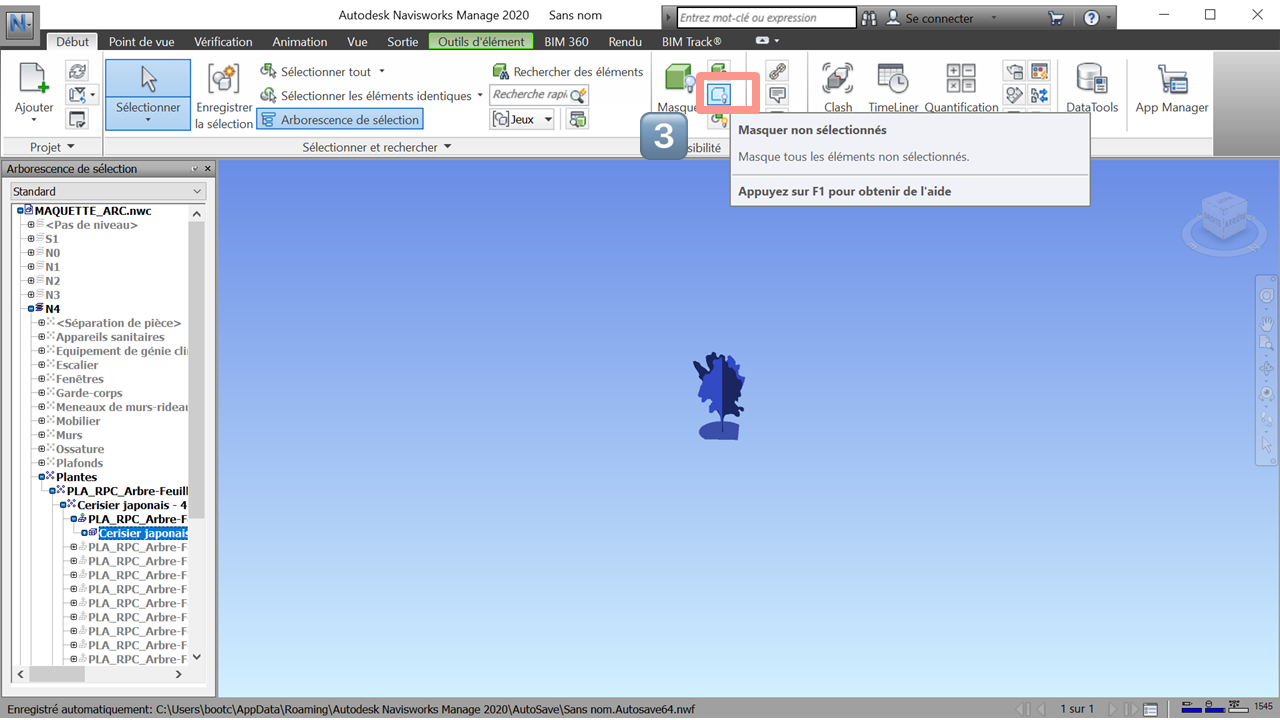 Autodesk Navisworks Manage 2020 Sans nom
Entrez mot-clé ou expression
Se connecter
Début Point de vue Vérification Animation Vue Sortie Outils d'élément BIM 360 Rendu BIM Track®
Ajouter
Projet
Sélectionner
Enregistrer
la sélection
Sélectionner tout
Sélectionner les éléments identiques
Arborescence de sélection
Rechercher des éléments
Recherche rapi
Jeux
Sélectionner et rechercher
Masque
3
sibilité
Clash
TimeLiner
Quantification
DataTools
App Manager
Masquer non sélectionnés
Masque tous les éléments non sélectionnés.
Appuyez sur F1 pour obtenir de l'aide
Arborescence de sélection
Standard
MAQUETTE_ARC.nwc
<Pas de niveau>
S1
N0
N1
N2
N3
N4
<Séparation de pièce>
Appareils sanitaires
Equipement de génie cli
Escalier
Fenêtres
Garde-corps
Meneaux de murs-rideau
Mobilier
Murs
Ossature
Plafonds
Plantes
PLA_RPC_Arbre-Feuill
Cerisier japonais - 4
PLA_RPC_Arbre-F
Cerisier japonais
PLA_RPC_Arbre-F
PLA_RPC_Arbre-F
PLA_RPC_Arbre-F
PLA_RPC_Arbre-F
PLA_RPC_Arbre-F
PLA_RPC_Arbre-F
PLA_RPC_Arbre-F
PLA_RPC_Arbre-F
PLA_RPC_Arbre-F
Enregistré automatiquement: C:\Users\bootc\AppData\Roaming\Autodesk Navisworks Manage 2020\AutoSave\Sans nom.Autosave64.nwf
1 sur 1
1545